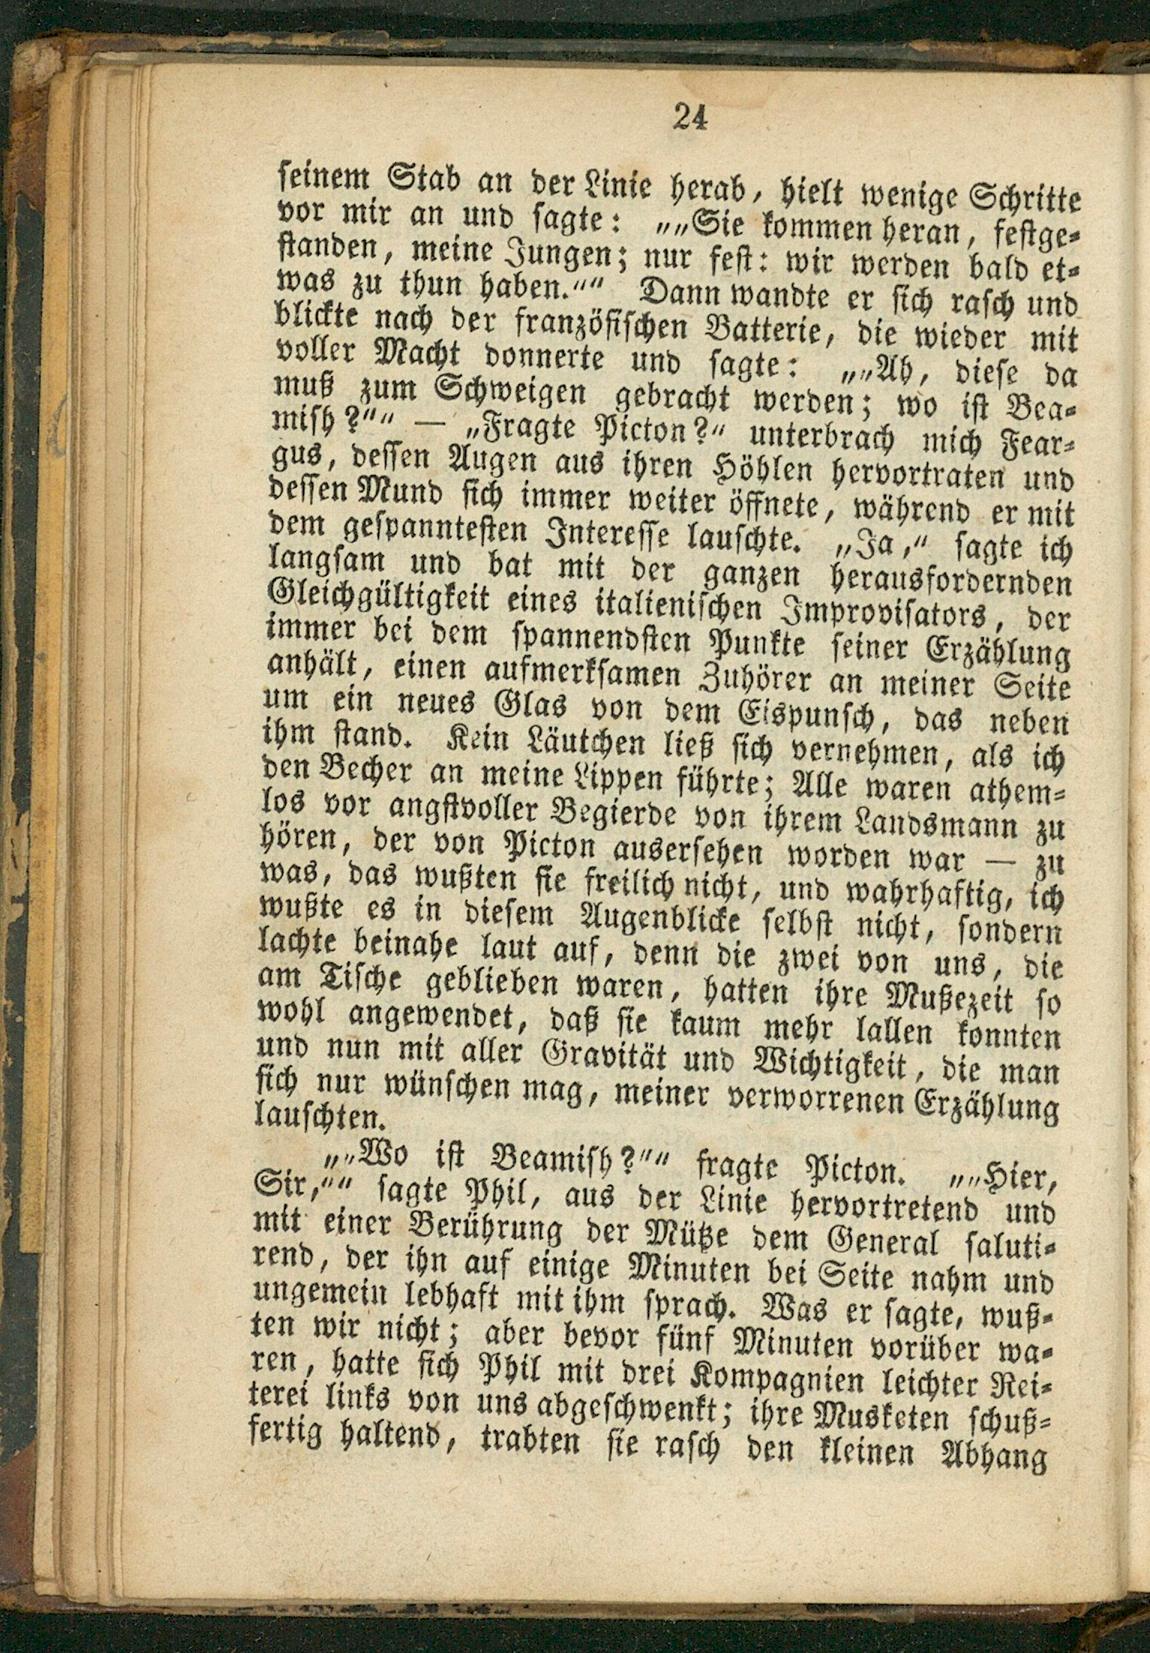 24
seinem Stab an der Linie herab, hielt wenige Schritte
vor mir an und sagte: „„Sie kommen heran, festge-
standen, meine Jungen; nur fest: wir werden bald et-
was zu thun haben.““ Dann wandte er sich rasch und
blickte nach der französischen Batterie, die wieder mit
voller Macht donnerte und sagte: „„Ah, diese da
muß zum Schweigen gebracht werden; wo ist Bea-
mish?““ — „Fragte Picton?“ unterbrach mich Fear-
gus, dessen Augen aus ihren Höhlen hervortraten und
dessen Mund sich immer weiter öffnete, während er mit
dem gespanntesten Interesse lauschte. „Ja,“ sagte ich
langsam und bat mit der ganzen herausfordernden
Gleichgültigkeit eines italienischen Improvisators, der
immer bei dem spannendsten Punkte seiner Erzählung
anhält, einen aufmerksamen Zuhörer an meiner Seite
um ein neues Glas von dem Eispunsch, das neben
ihm stand. Kein Läutchen ließ sich vernehmen, als ich
den Becher an meine Lippen führte; Alle waren athem-
los vor angstvoller Begierde von ihrem Landsmann zu
hören, der von Picton ausersehen worden war — zu
was, das wußten sie freilich nicht, und wahrhaftig, ich
wußte es in diesem Augenblicke selbst nicht, sondern
lachte beinahe laut auf, denn die zwei von uns, die
am Tische geblieben waren, hatten ihre Mußezeit so
wohl angewendet, daß sie kaum mehr lallen konnten
und nun mit aller Gravität und Wichtigkeit, die man
sich nur wünschen mag, meiner verworrenen Erzählung
lauschten.
„„Wo ist Beamish?““ fragte Picton. „„Hier,
Sir,““ sagte Phil, aus der Linie hervortretend und
mit einer Berührung der Mütze dem General saluti-
rend, der ihn auf einige Minuten bei Seite nahm und
ungemein lebhaft mit ihm sprach. Was er sagte, wuß-
ten wir nicht; aber bevor fünf Minuten vorüber wa-
ren, hatte sich Phil mit drei Kompagnien leichter Rei-
terei links von uns abgeschwenkt; ihre Musketen schuß-
fertig haltend, trabten sie rasch den kleinen Abhang